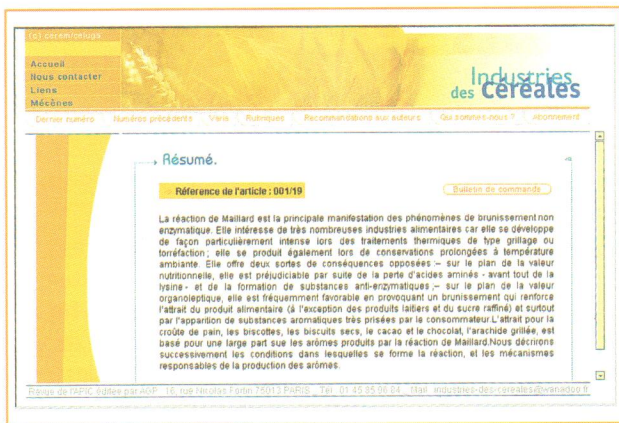 (c) cerem/celuga
Accueil
Nous contacter
Liens
Mécènes
Industries
des céréales
Dernier numéro Numéros précédents Rubriques Recommandations aux auteurs Qui sommes-nous ? Abonnement
Résumé.
Réference de l'article : 001/19 Bulletin de commande
La réaction de Maillard est la principale manifestation des phénomènes de brunissement non
enzymatique. Elle intéresse de très nombreuses industries alimentaires car elle se développe
de façon particulièrement intense lors des traitements thermiques de type grillage ou
torréfaction ; elle se produit également lors de conservations prolongées à température
ambiante. Elle offre deux sortes de conséquences opposées :– sur le plan de la valeur
nutritionnelle, elle est préjudiciable par suite de la perte d'acides aminés - avant tout de la
lysine - et de la formation de substances anti-enzymatiques ;– sur le plan de la valeur
organoleptique, elle est fréquemment favorable en provoquant un brunissement qui renforce
l'attrait du produit alimentaire (à l'exception des produits laitiers et du sucre raffiné) et surtout
par l'apparition de substances aromatiques très prisées par le consommateur.L'attrait pour la
croûte de pain, les biscottes, les biscuits secs, le cacao et le chocolat, l'arachide grillée, est
basé pour une large part sue les arômes produits par la réaction de Maillard.Nous décrirons
successivement les conditions dans lesquelles se forme la réaction, et les mécanismes
responsables de la production des arômes.
Revue de l'APIC éditée par AGP 16, rue Nicolas Fortin 75013 PARIS Tel 01 45 85 Mail industries-des-cereales@wanadoo.fr